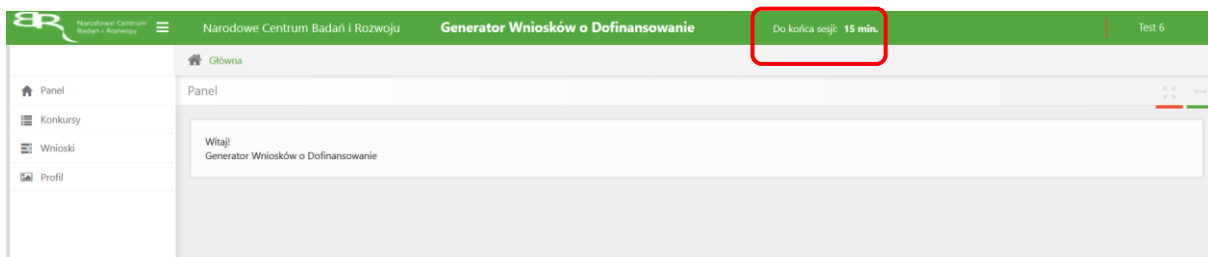 Narodowe Centrum
Badań i Rozwoju
Narodowe Centrum Badań i Rozwoju
Generator Wniosków o Dofinansowanie
Do końca sesji: 15 min.
Test 6
Główna
Panel
Panel
Konkursy
Wnioski
Profil
Witaj!
Generator Wniosków o Dofinansowanie